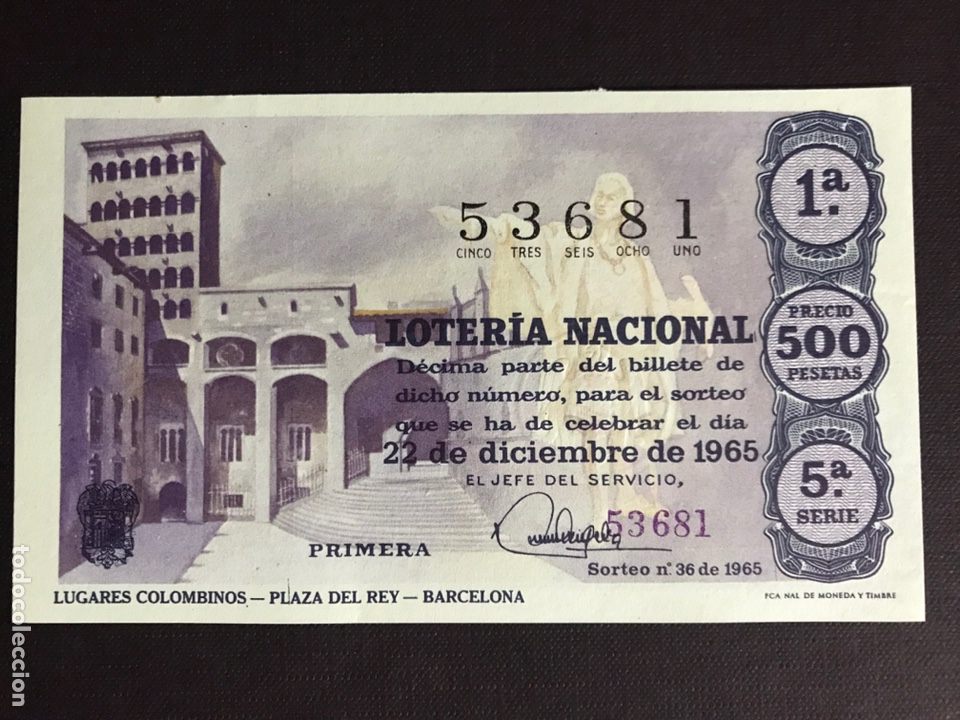 53681
CINCO TRES SEIS OCHO UNO
LOTERÍA NACIONAL
Décima parte del billete de
dicho número, para el sorteo
que se ha de celebrar el día
22 de diciembre de 1965
EL JEFE DEL SERVICIO,
53681
PRIMERA
Sorteo nº 36 de 1965
1.ª
PRECIO
500
PESETAS
5.ª
SERIE
LUGARES COLOMBINOS — PLAZA DEL REY — BARCELONA
FCA NAL DE MONEDA Y TIMBRE
todocoleccion